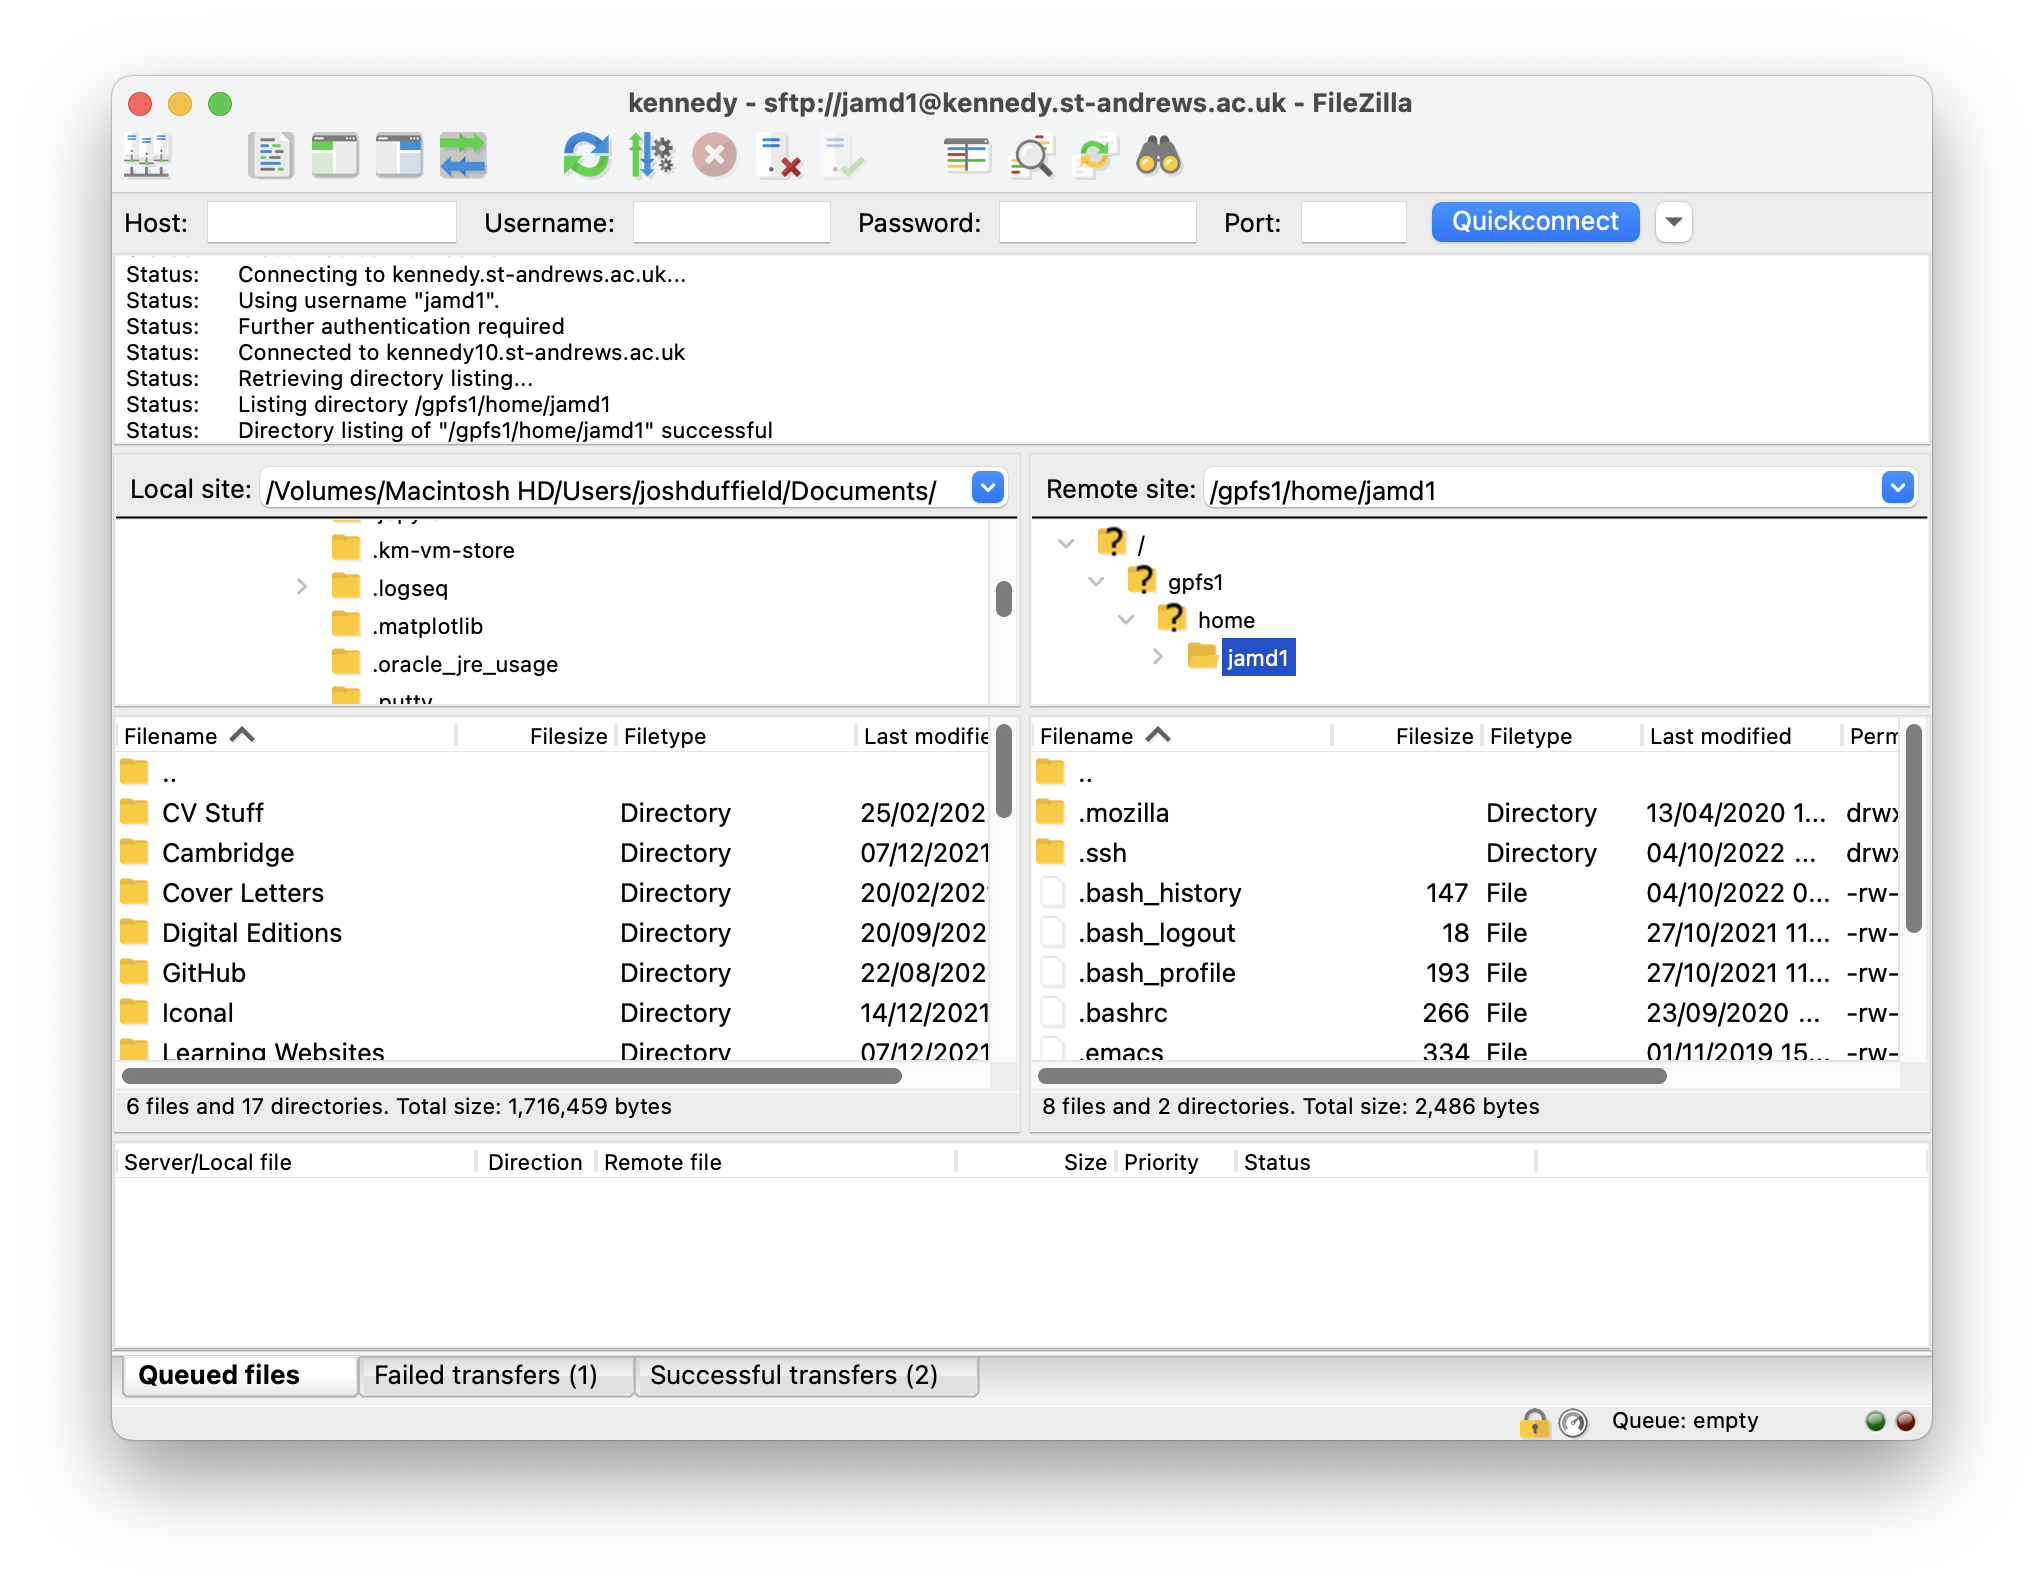 kennedy - sftp://jamd1@kennedy.st-andrews.ac.uk - FileZilla
Host: Username: Password: Port: Quickconnect
Status: Connecting to kennedy.st-andrews.ac.uk...
Status: Using username "jamd1".
Status: Further authentication required
Status: Connected to kennedy10.st-andrews.ac.uk
Status: Retrieving directory listing...
Status: Listing directory /gpfs1/home/jamd1
Status: Directory listing of "/gpfs1/home/jamd1" successful
Local site: /Volumes/Macintosh HD/Users/joshduffield/Documents/
.km-vm-store
.logseq
.matplotlib
.oracle_jre_usage
.putty
Remote site: /gpfs1/home/jamd1
/
gpfs1
home
jamd1
Filename Filesize Filetype Last modifie
..
CV Stuff Directory 25/02/202
Cambridge Directory 07/12/2021
Cover Letters Directory 20/02/202
Digital Editions Directory 20/09/202
GitHub Directory 22/08/202
Iconal Directory 14/12/2021
Learning Websites Directory 07/12/2021
6 files and 17 directories. Total size: 1,716,459 bytes
Filename Filesize Filetype Last modified Perm
..
.mozilla Directory 13/04/2020 1... drwx
.ssh Directory 04/10/2022 ... drwx
.bash_history 147 File 04/10/2022 0... -rw-
.bash_logout 18 File 27/10/2021 11... -rw-
.bash_profile 193 File 27/10/2021 11... -rw-
.bashrc 266 File 23/09/2020 ... -rw-
.emacs 334 File 01/11/2019 15... -rw-
8 files and 2 directories. Total size: 2,486 bytes
Server/Local file Direction Remote file Size Priority Status
Queued files Failed transfers (1) Successful transfers (2)
Queue: empty